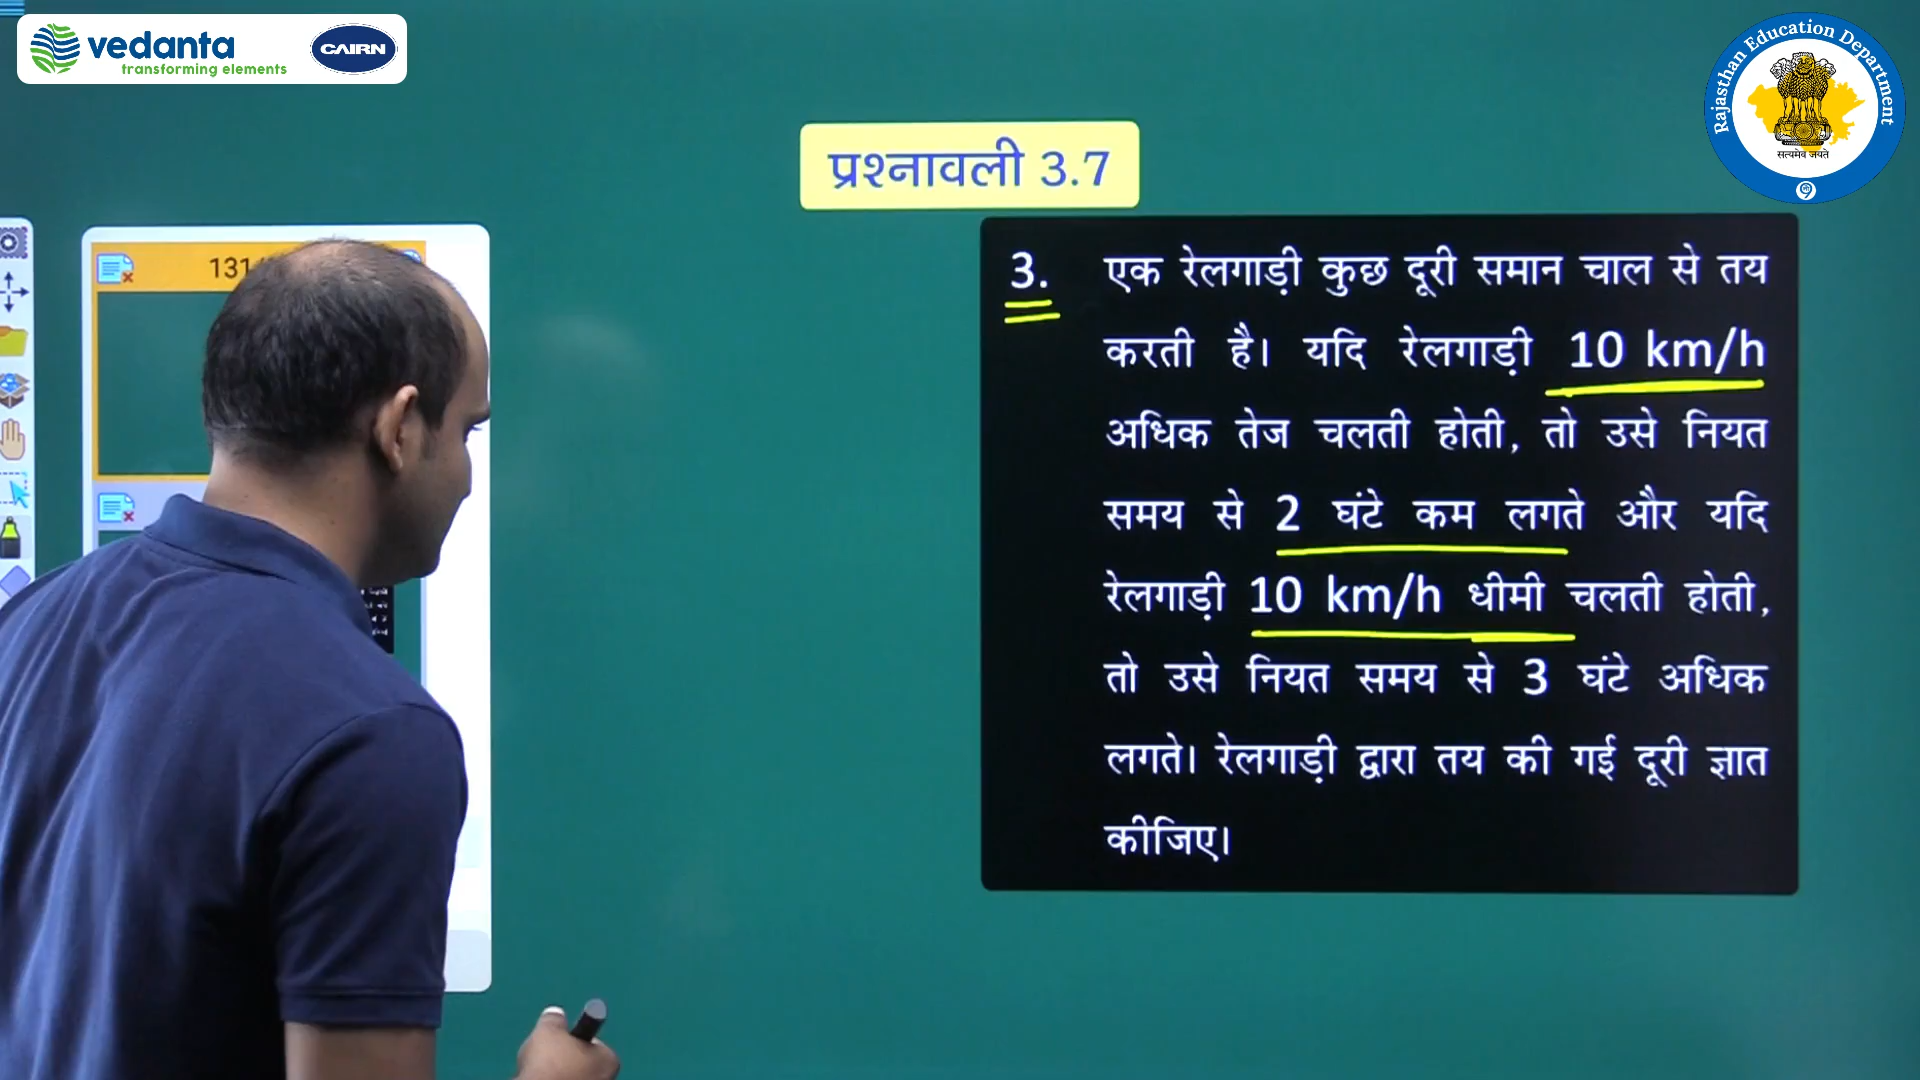 vedanta
transforming elements
CAIRN
Rajasthan Education Department
सत्यमेव जयते
प्रश्नावली 3.7
131
3. एक रेलगाड़ी कुछ दूरी समान चाल से तय
करती है। यदि रेलगाड़ी 10 km/h
अधिक तेज चलती होती, तो उसे नियत
समय से 2 घंटे कम लगते और यदि
रेलगाड़ी 10 km/h धीमी चलती होती,
तो उसे नियत समय से 3 घंटे अधिक
लगते। रेलगाड़ी द्वारा तय की गई दूरी ज्ञात
कीजिए।